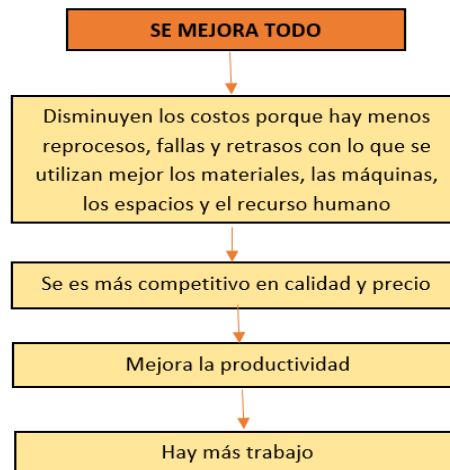 SE MEJORA TODO
Disminuyen los costos porque hay menos
reprocesos, fallas y retrasos con lo que se
utilizan mejor los materiales, las máquinas,
los espacios y el recurso humano
Se es más competitivo en calidad y precio
Mejora la productividad
Hay más trabajo